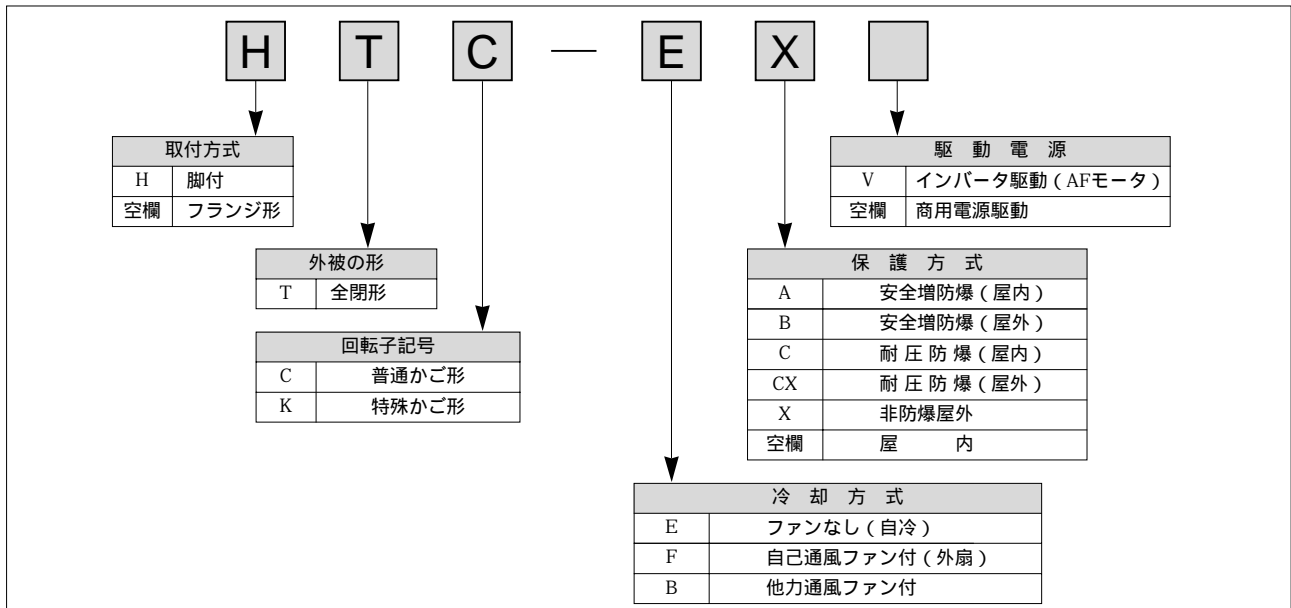 H T C — E X
取付方式
H 脚付
空欄 フランジ形
駆動電源
V インバータ駆動(AFモータ)
空欄 商用電源駆動
外被の形
T 全閉形
保護方式
A 安全増防爆(屋内)
B 安全増防爆(屋外)
C 耐圧防爆(屋内)
CX 耐圧防爆(屋外)
X 非防爆屋外
空欄 屋内
回転子記号
C 普通かご形
K 特殊かご形
冷却方式
E ファンなし(自冷)
F 自己通風ファン付(外扇)
B 他力通風ファン付